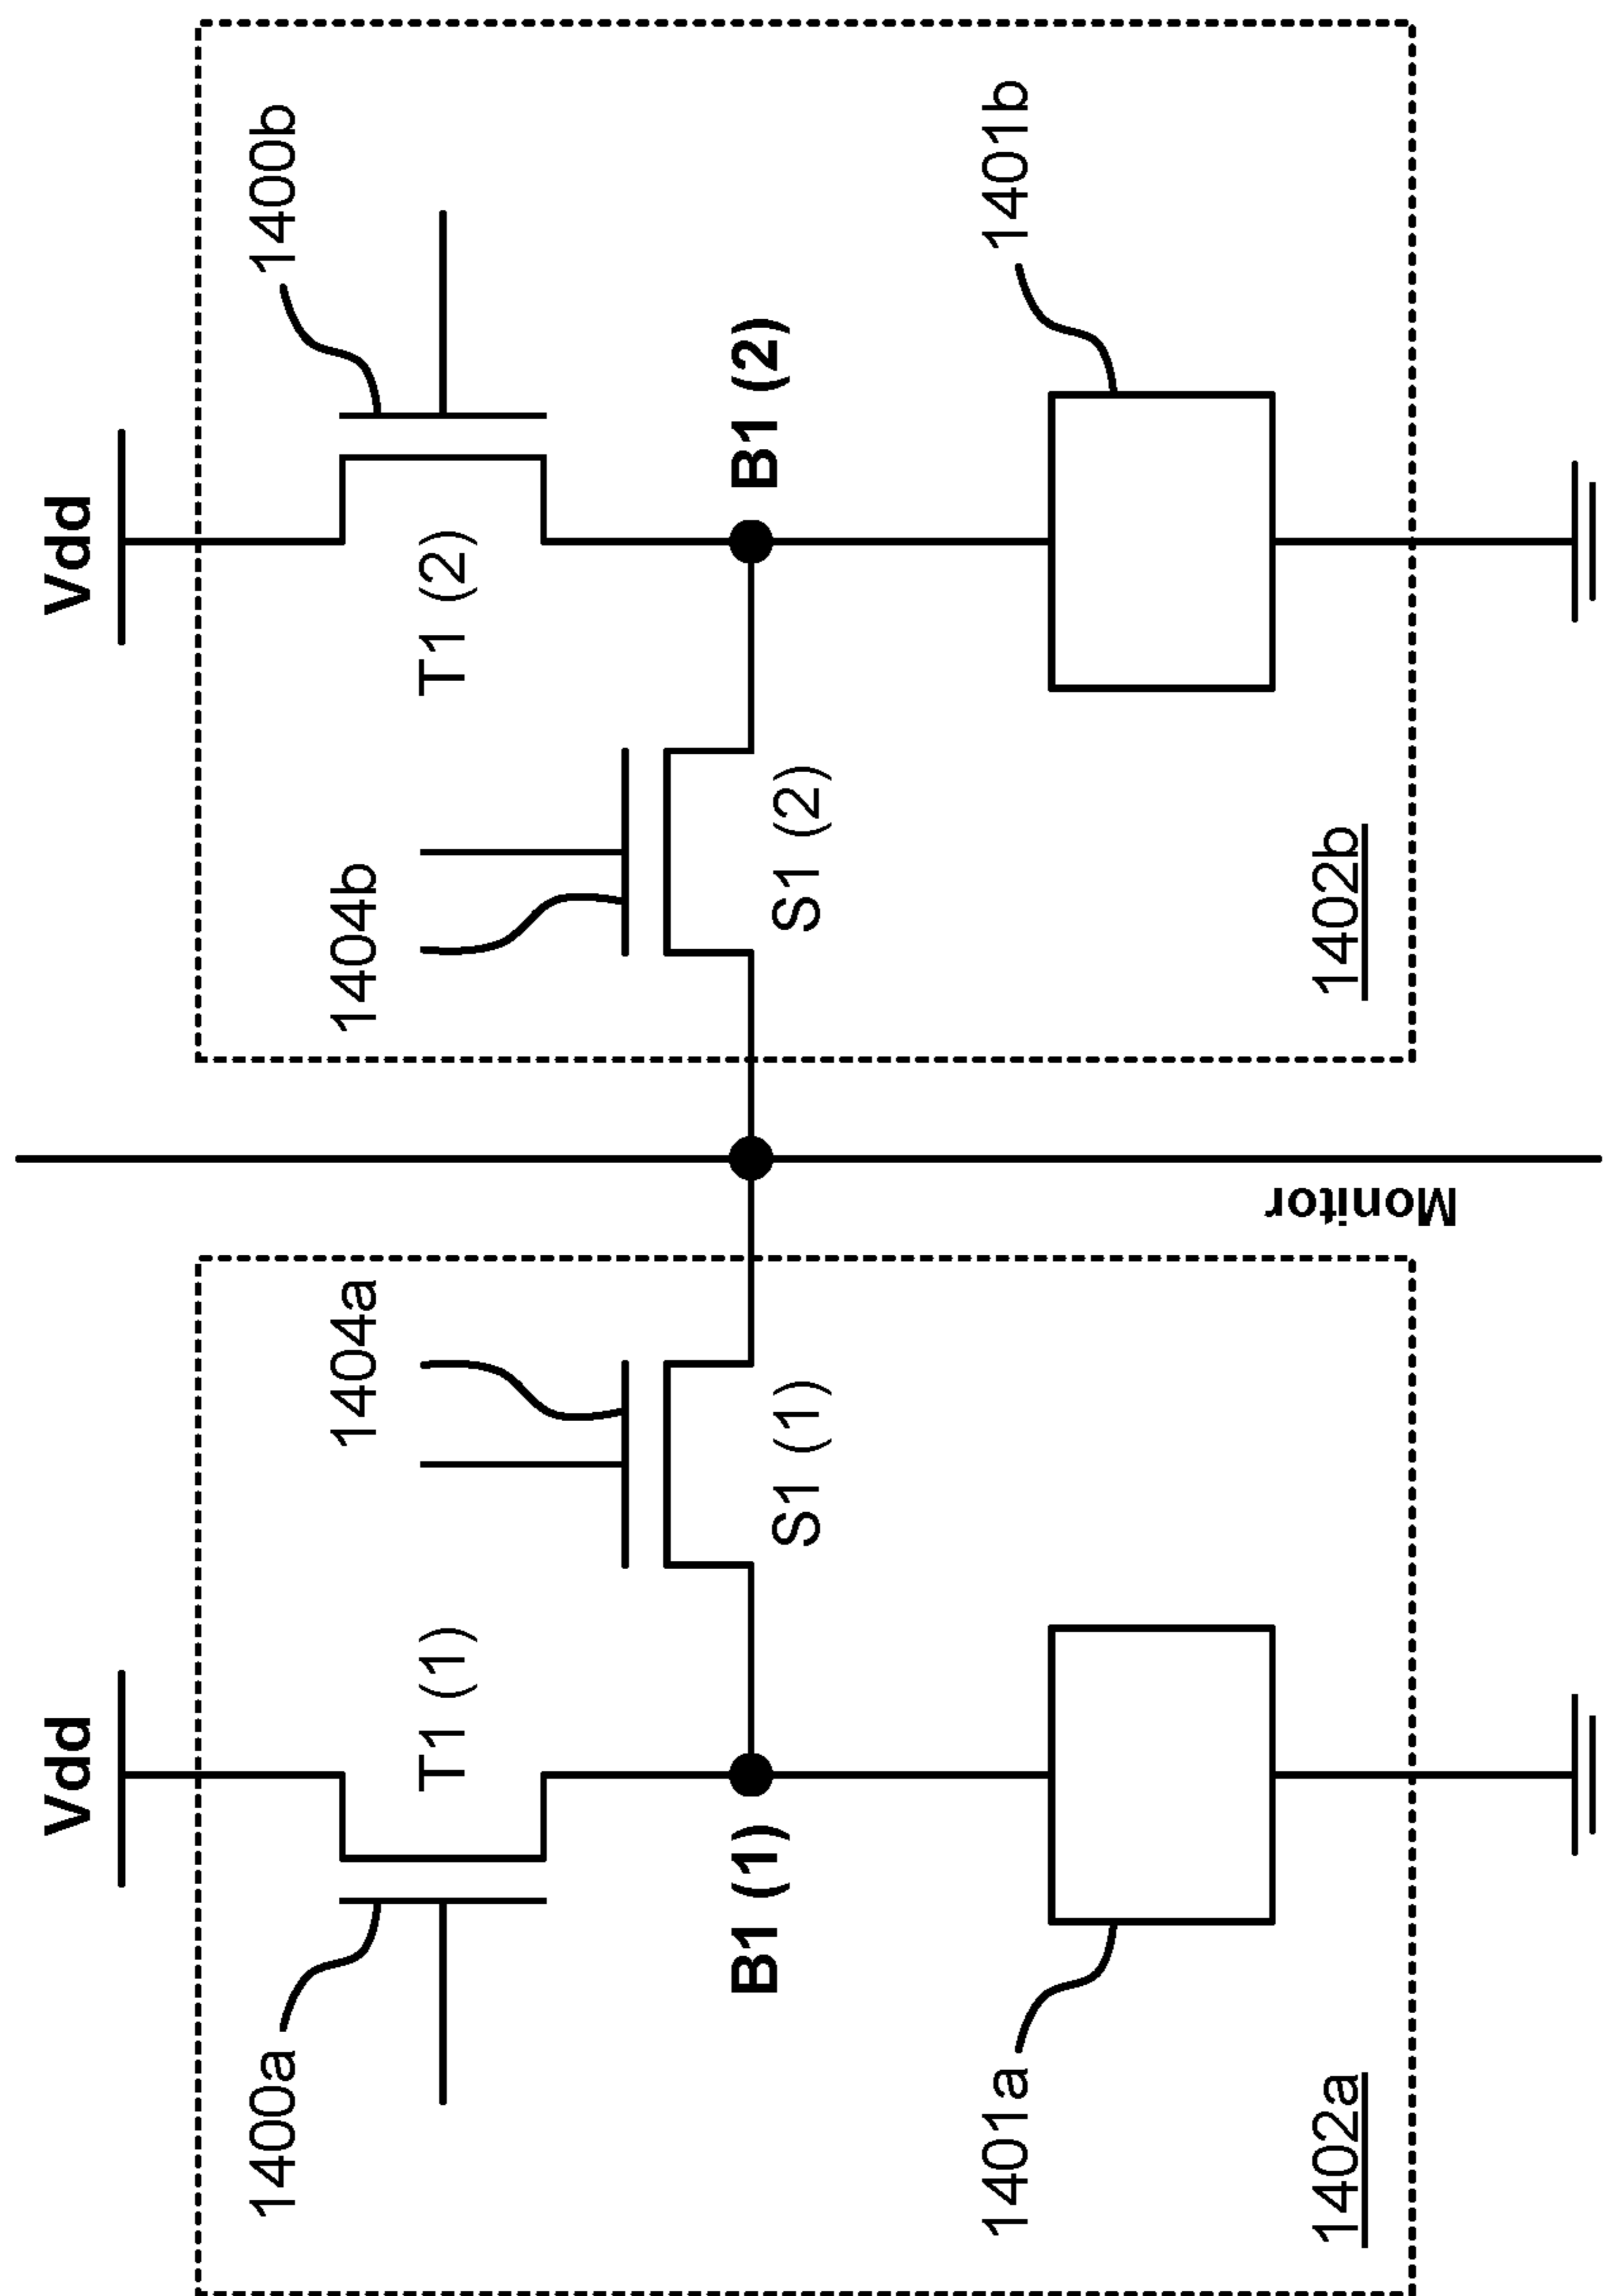 Vdd
Vdd
1400a
1400b
T1 (1)
T1 (2)
1404a
1404b
B1 (1)
B1 (2)
S1 (1)
S1 (2)
1401a
1401b
Monitor
1402a
1402b